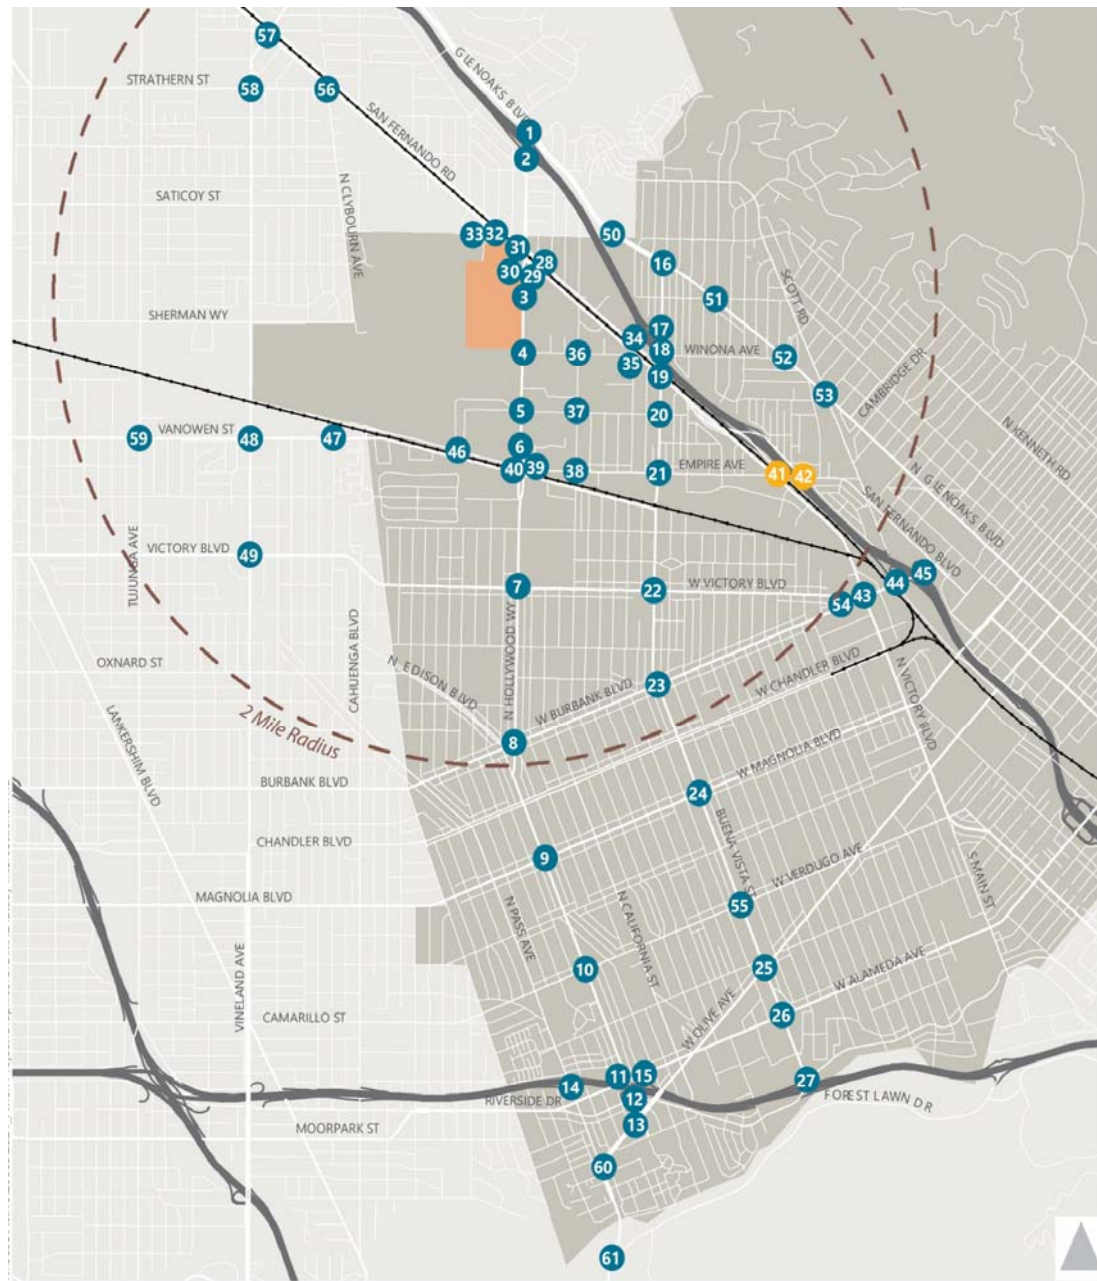 57
GLENOAKS BLVD
STRATHERN ST
58
56
SAN FERNANDO RD
1
2
SATICOY ST
N CLYBOURN AVE
33
32
31
50
28
16
30
29
SCOTT RD
3
51
SHERMAN WY
17
34
4
36
18
WINONA AVE
52
35
19
53
CAMBRIDGE DR
5
37
20
N KENNETH RD
59
VANOWEN ST
48
47
46
6
40
39
38
21
EMPIRE AVE
41
42
N GLENOAKS BLVD
SAN FERNANDO BLVD
TUJUNGA AVE
VICTORY BLVD
49
7
22
W VICTORY BLVD
54
43
44
45
CAHUENGA BLVD
N HOLLYWOOD WY
OXNARD ST
N EDISON BLVD
W BURBANK BLVD
23
W CHANDLER BLVD
N VICTORY BLVD
2 Mile Radius
LANKERSHIM BLVD
8
W MAGNOLIA BLVD
BURBANK BLVD
24
BUENA VISTA ST
CHANDLER BLVD
9
W VERDUGO AVE
S MAIN ST
MAGNOLIA BLVD
N PASS AVE
N CALIFORNIA ST
55
VINELAND AVE
10
25
W ALAMEDA AVE
CAMARILLO ST
W OLIVE AVE
26
14
11
15
27
RIVERSIDE DR
12
FOREST LAWN DR
MOORPARK ST
13
60
61